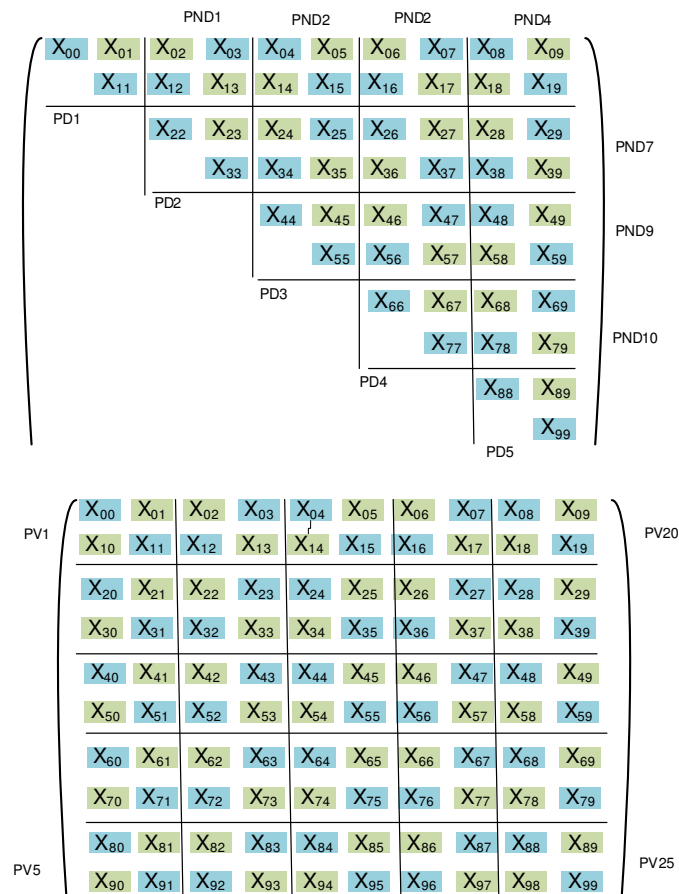 PND1 PND2 PND2 PND4
X00 X01 X02 X03 X04 X05 X06 X07 X08 X09
X11 X12 X13 X14 X15 X16 X17 X18 X19
PD1
X22 X23 X24 X25 X26 X27 X28 X29
PND7
X33 X34 X35 X36 X37 X38 X39
PD2
X44 X45 X46 X47 X48 X49
PND9
X55 X56 X57 X58 X59
PD3
X66 X67 X68 X69
PND10
X77 X78 X79
PD4
X88 X89
X99
PD5
X00 X01 X02 X03 X04 X05 X06 X07 X08 X09
PV1 PV20
X10 X11 X12 X13 X14 X15 X16 X17 X18 X19
X20 X21 X22 X23 X24 X25 X26 X27 X28 X29
X30 X31 X32 X33 X34 X35 X36 X37 X38 X39
X40 X41 X42 X43 X44 X45 X46 X47 X48 X49
X50 X51 X52 X53 X54 X55 X56 X57 X58 X59
X60 X61 X62 X63 X64 X65 X66 X67 X68 X69
X70 X71 X72 X73 X74 X75 X76 X77 X78 X79
X80 X81 X82 X83 X84 X85 X86 X87 X88 X89
PV5 PV25
X90 X91 X92 X93 X94 X95 X96 X97 X98 X99